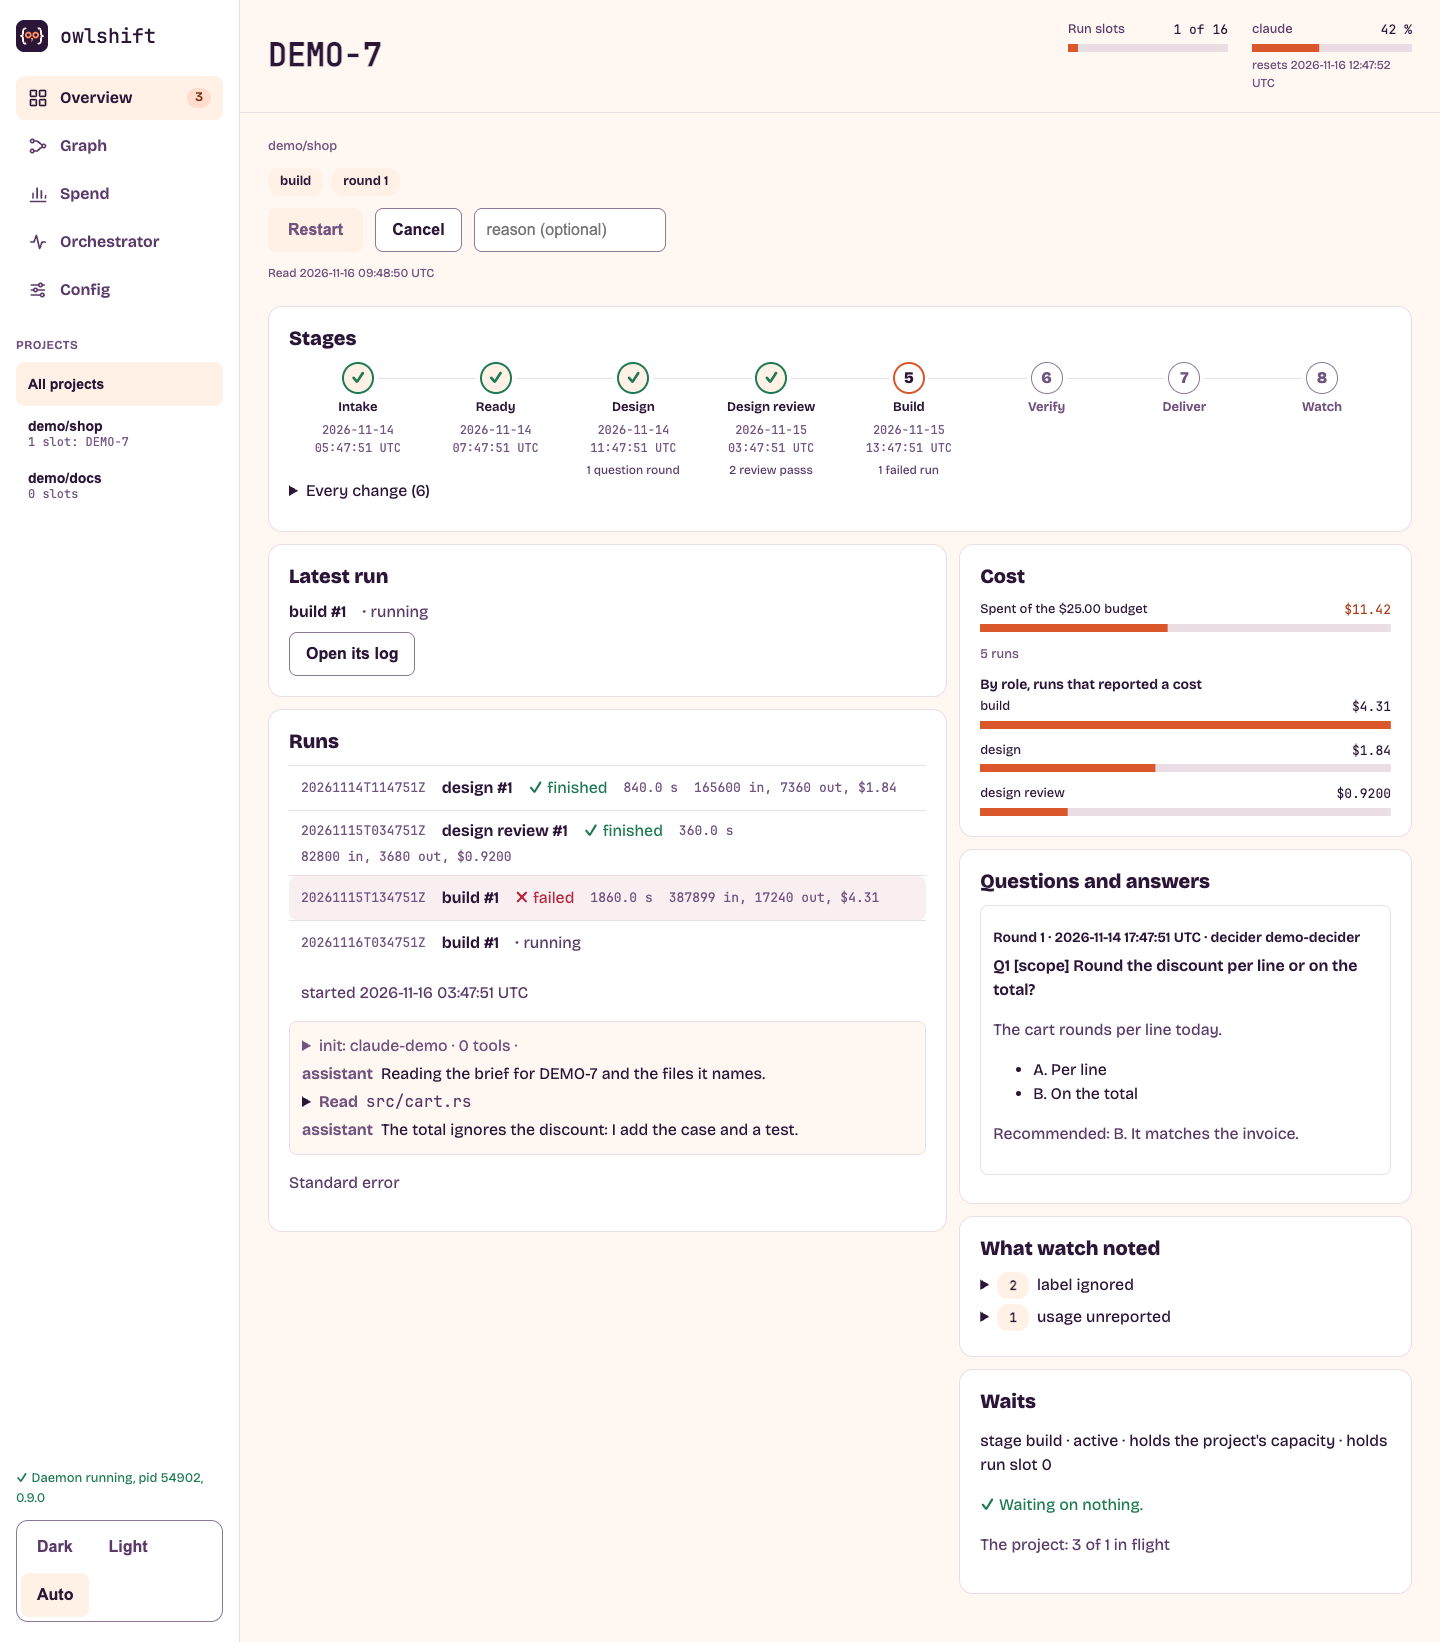 owlshift
Overview 3
Graph
Spend
Orchestrator
Config
PROJECTS
All projects
demo/shop
1 slot: DEMO-7
demo/docs
0 slots
✓ Daemon running, pid 54902,
0.9.0
Dark Light
Auto
DEMO-7
Run slots 1 of 16
claude 42 %
resets 2026-11-16 12:47:52
UTC
demo/shop
build round 1
Restart Cancel reason (optional)
Read 2026-11-16 09:48:50 UTC
Stages
5 6 7 8
Intake Ready Design Design review Build Verify Deliver Watch
2026-11-14 2026-11-14 2026-11-14 2026-11-15 2026-11-15
05:47:51 UTC 07:47:51 UTC 11:47:51 UTC 03:47:51 UTC 13:47:51 UTC
1 question round 2 review passs 1 failed run
Every change (6)
Latest run
build #1 · running
Open its log
Runs
20261114T114751Z design #1 ✓ finished 840.0 s 165600 in, 7360 out, $1.84
20261115T034751Z design review #1 ✓ finished 360.0 s
82800 in, 3680 out, $0.9200
20261115T134751Z build #1 ✗ failed 1860.0 s 387899 in, 17240 out, $4.31
20261116T034751Z build #1 · running
started 2026-11-16 03:47:51 UTC
init: claude-demo · 0 tools ·
assistant Reading the brief for DEMO-7 and the files it names.
Read src/cart.rs
assistant The total ignores the discount: I add the case and a test.
Standard error
Cost
Spent of the $25.00 budget $11.42
5 runs
By role, runs that reported a cost
build $4.31
design $1.84
design review $0.9200
Questions and answers
Round 1 · 2026-11-14 17:47:51 UTC · decider demo-decider
Q1 [scope] Round the discount per line or on the
total?
The cart rounds per line today.
• A. Per line
• B. On the total
Recommended: B. It matches the invoice.
What watch noted
2 label ignored
1 usage unreported
Waits
stage build · active · holds the project's capacity · holds
run slot 0
✓ Waiting on nothing.
The project: 3 of 1 in flight